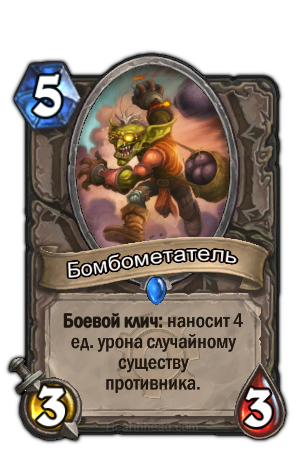 5
Бомбометатель
Боевой клич: наносит 4
ед. урона случайному
существу
противника.
3
3